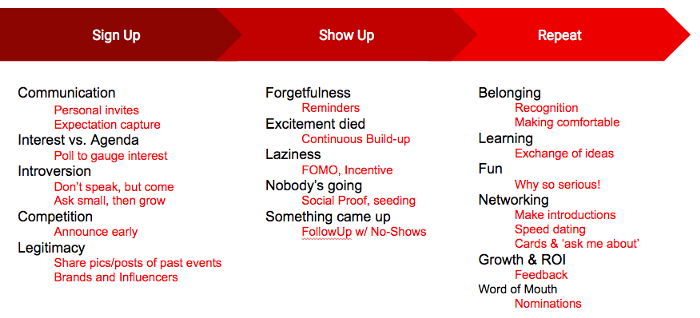 Sign Up
Show Up
Repeat
Communication
Personal invites
Expectation capture
Interest vs. Agenda
Poll to gauge interest
Introversion
Don't speak, but come
Ask small, then grow
Competition
Announce early
Legitimacy
Share pics/posts of past events
Brands and Influencers
Forgetfulness
Reminders
Excitement died
Continuous Build-up
Laziness
FOMO, Incentive
Nobody's going
Social Proof, seeding
Something came up
FollowUp w/ No-Shows
Belonging
Recognition
Making comfortable
Learning
Exchange of ideas
Fun
Why so serious!
Networking
Make introductions
Speed dating
Cards & 'ask me about'
Growth & ROI
Feedback
Word of Mouth
Nominations